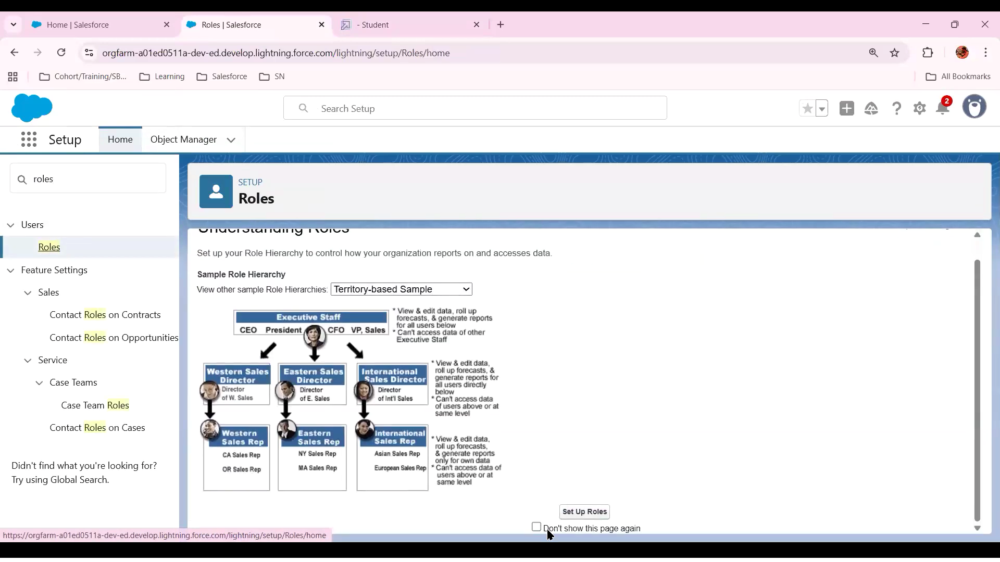 Home | Salesforce
Roles | Salesforce
- Student
orgfarm-a01ed0511a-dev-ed.develop.lightning.force.com/lightning/setup/Roles/home
Cohort/Training/SB...
Learning
Salesforce
SN
All Bookmarks
Search Setup
2
Setup
Home
Object Manager
roles
Users
Roles
Feature Settings
Sales
Contact Roles on Contracts
Contact Roles on Opportunities
Service
Case Teams
Case Team Roles
Contact Roles on Cases
Didn't find what you're looking for?
Try using Global Search.
SETUP
Roles
Understanding Roles
Set up your Role Hierarchy to control how your organization reports on and accesses data.
Sample Role Hierarchy
View other sample Role Hierarchies: Territory-based Sample
Executive Staff
CEO President CFO VP, Sales
* View & edit data, roll up
forecasts, & generate reports
for all users below
* Can't access data of other
Executive Staff
Western Sales
Director
Director
of W. Sales
Eastern Sales
Director
Director
of E. Sales
International
Sales Director
Director
of Int'l Sales
* View & edit data,
roll up forecasts, &
generate reports for
all users directly
below
* Can't access data
of users above or at
same level
Western
Sales Rep
CA Sales Rep
OR Sales Rep
Eastern
Sales Rep
NY Sales Rep
MA Sales Rep
International
Sales Rep
Asian Sales Rep
European Sales Rep
* View & edit data,
roll up forecasts,
& generate reports
only for own data
* Can't access data of
users above or at
same level
Set Up Roles
Don't show this page again
https://orgfarm-a01ed0511a-dev-ed.develop.lightning.force.com/lightning/setup/Roles/home